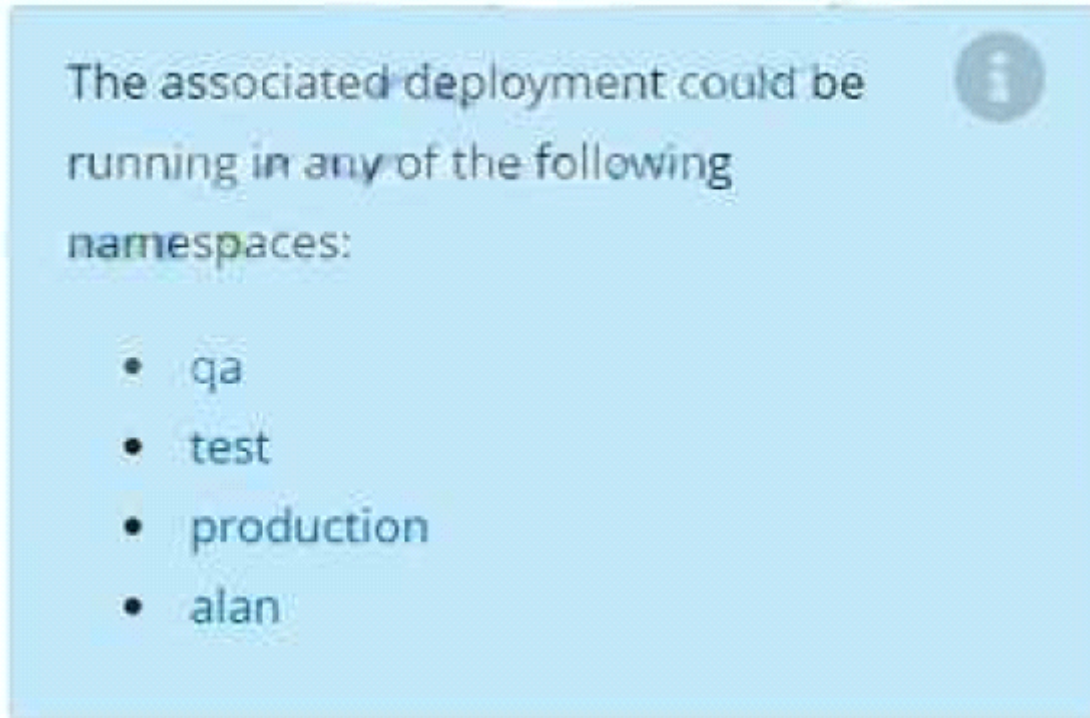 The associated deployment could be
running in any of the following
namespaces:
• qa
• test
• production
• alan